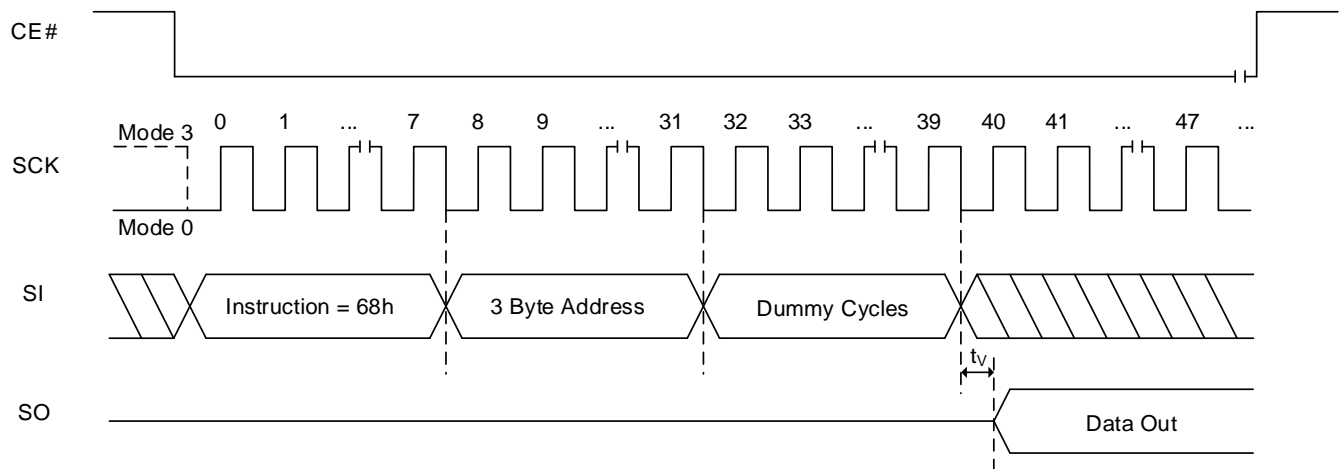 CE#
0 1 ... 7 8 9 ... 31 32 33 ... 39 40 41 ... 47 ...
Mode 3
SCK
Mode 0
SI
Instruction = 68h
3 Byte Address
Dummy Cycles
tV
SO
Data Out